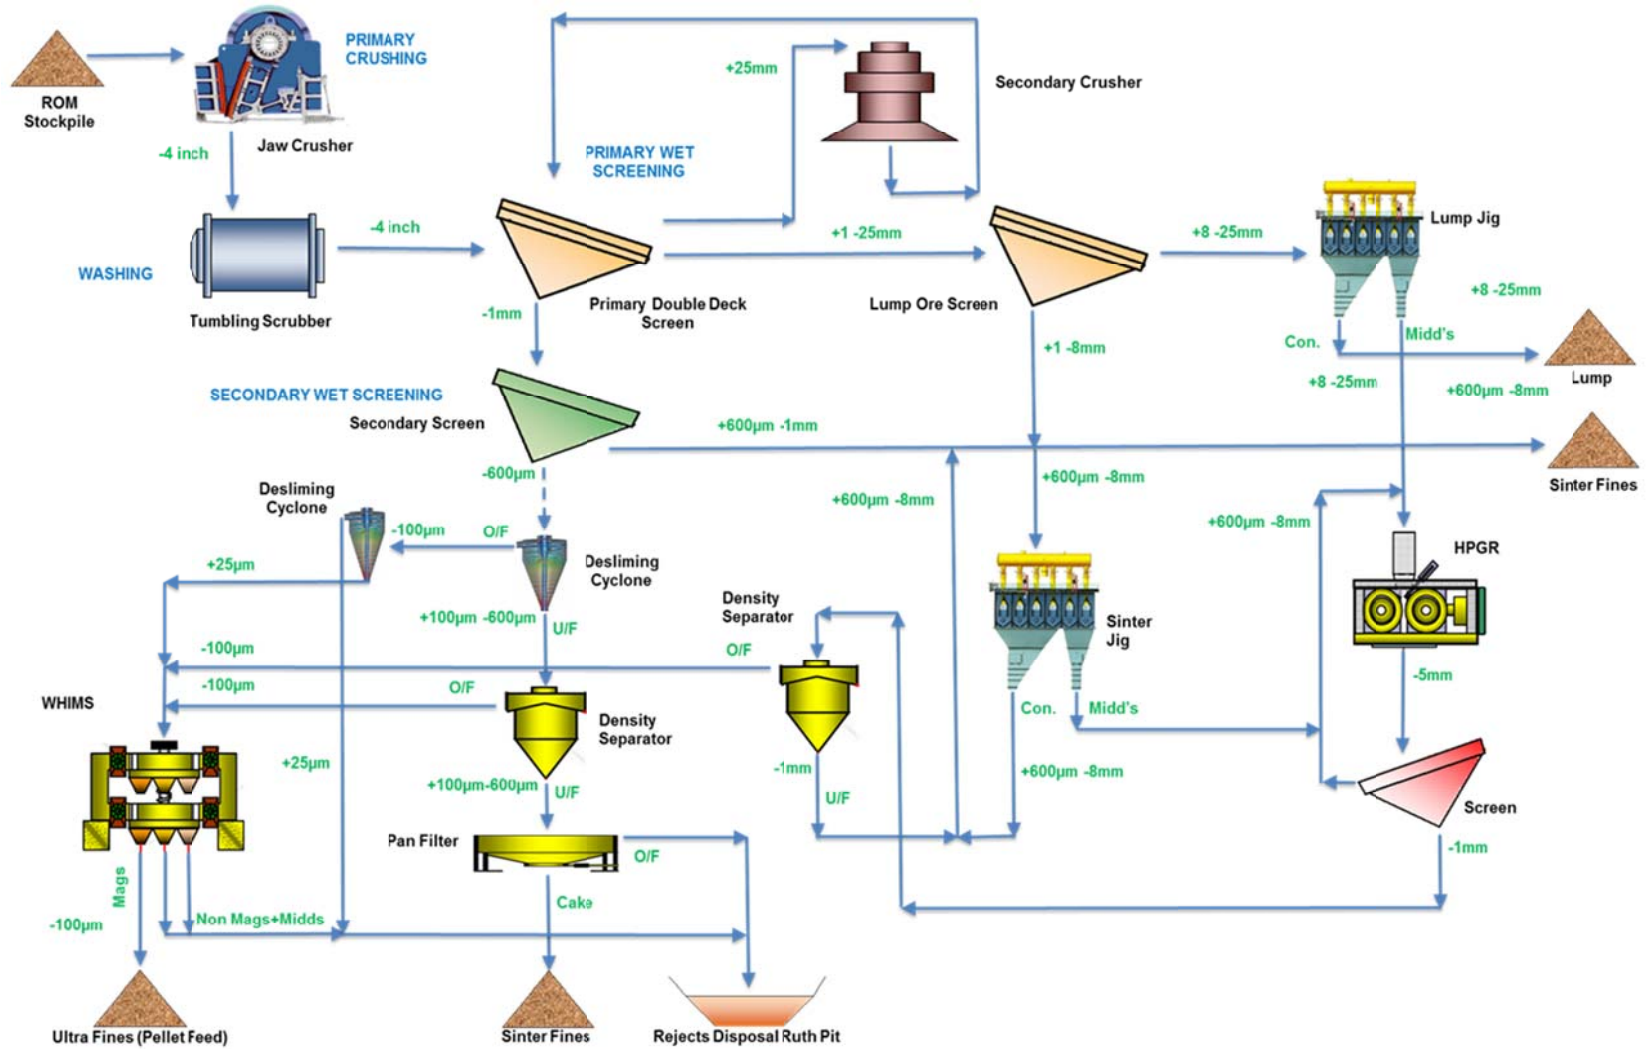 PRIMARY
CRUSHING
ROM
Stockpile
Jaw Crusher
-4 inch
+25mm
Secondary Crusher
PRIMARY WET
SCREENING
-4 inch
+1 -25mm
+8 -25mm
Lump Jig
WASHING
Tumbling Scrubber
Primary Double Deck
Screen
Lump Ore Screen
+8 -25mm
-1mm
+1 -8mm
Con.
Midd's
+8 -25mm
Lump
+600µm -8mm
SECONDARY WET SCREENING
Secondary Screen
+600µm -1mm
-600µm
+600µm -8mm
+600µm -8mm
Sinter Fines
Desliming
Cyclone
-100µm
O/F
+600µm -8mm
HPGR
+25µm
Desliming
Cyclone
Density
Separator
+100µm -600µm
U/F
Sinter
Jig
-100µm
O/F
-5mm
-100µm
O/F
WHIMS
Density
Separator
Con.
Midd's
+25µm
-1mm
+600µm -8mm
+100µm-600µm
U/F
U/F
Screen
Pan Filter
O/F
-1mm
Mags
Cake
-100µm
Non Mags+Midds
Ultra Fines (Pellet Feed)
Sinter Fines
Rejects Disposal Ruth Pit